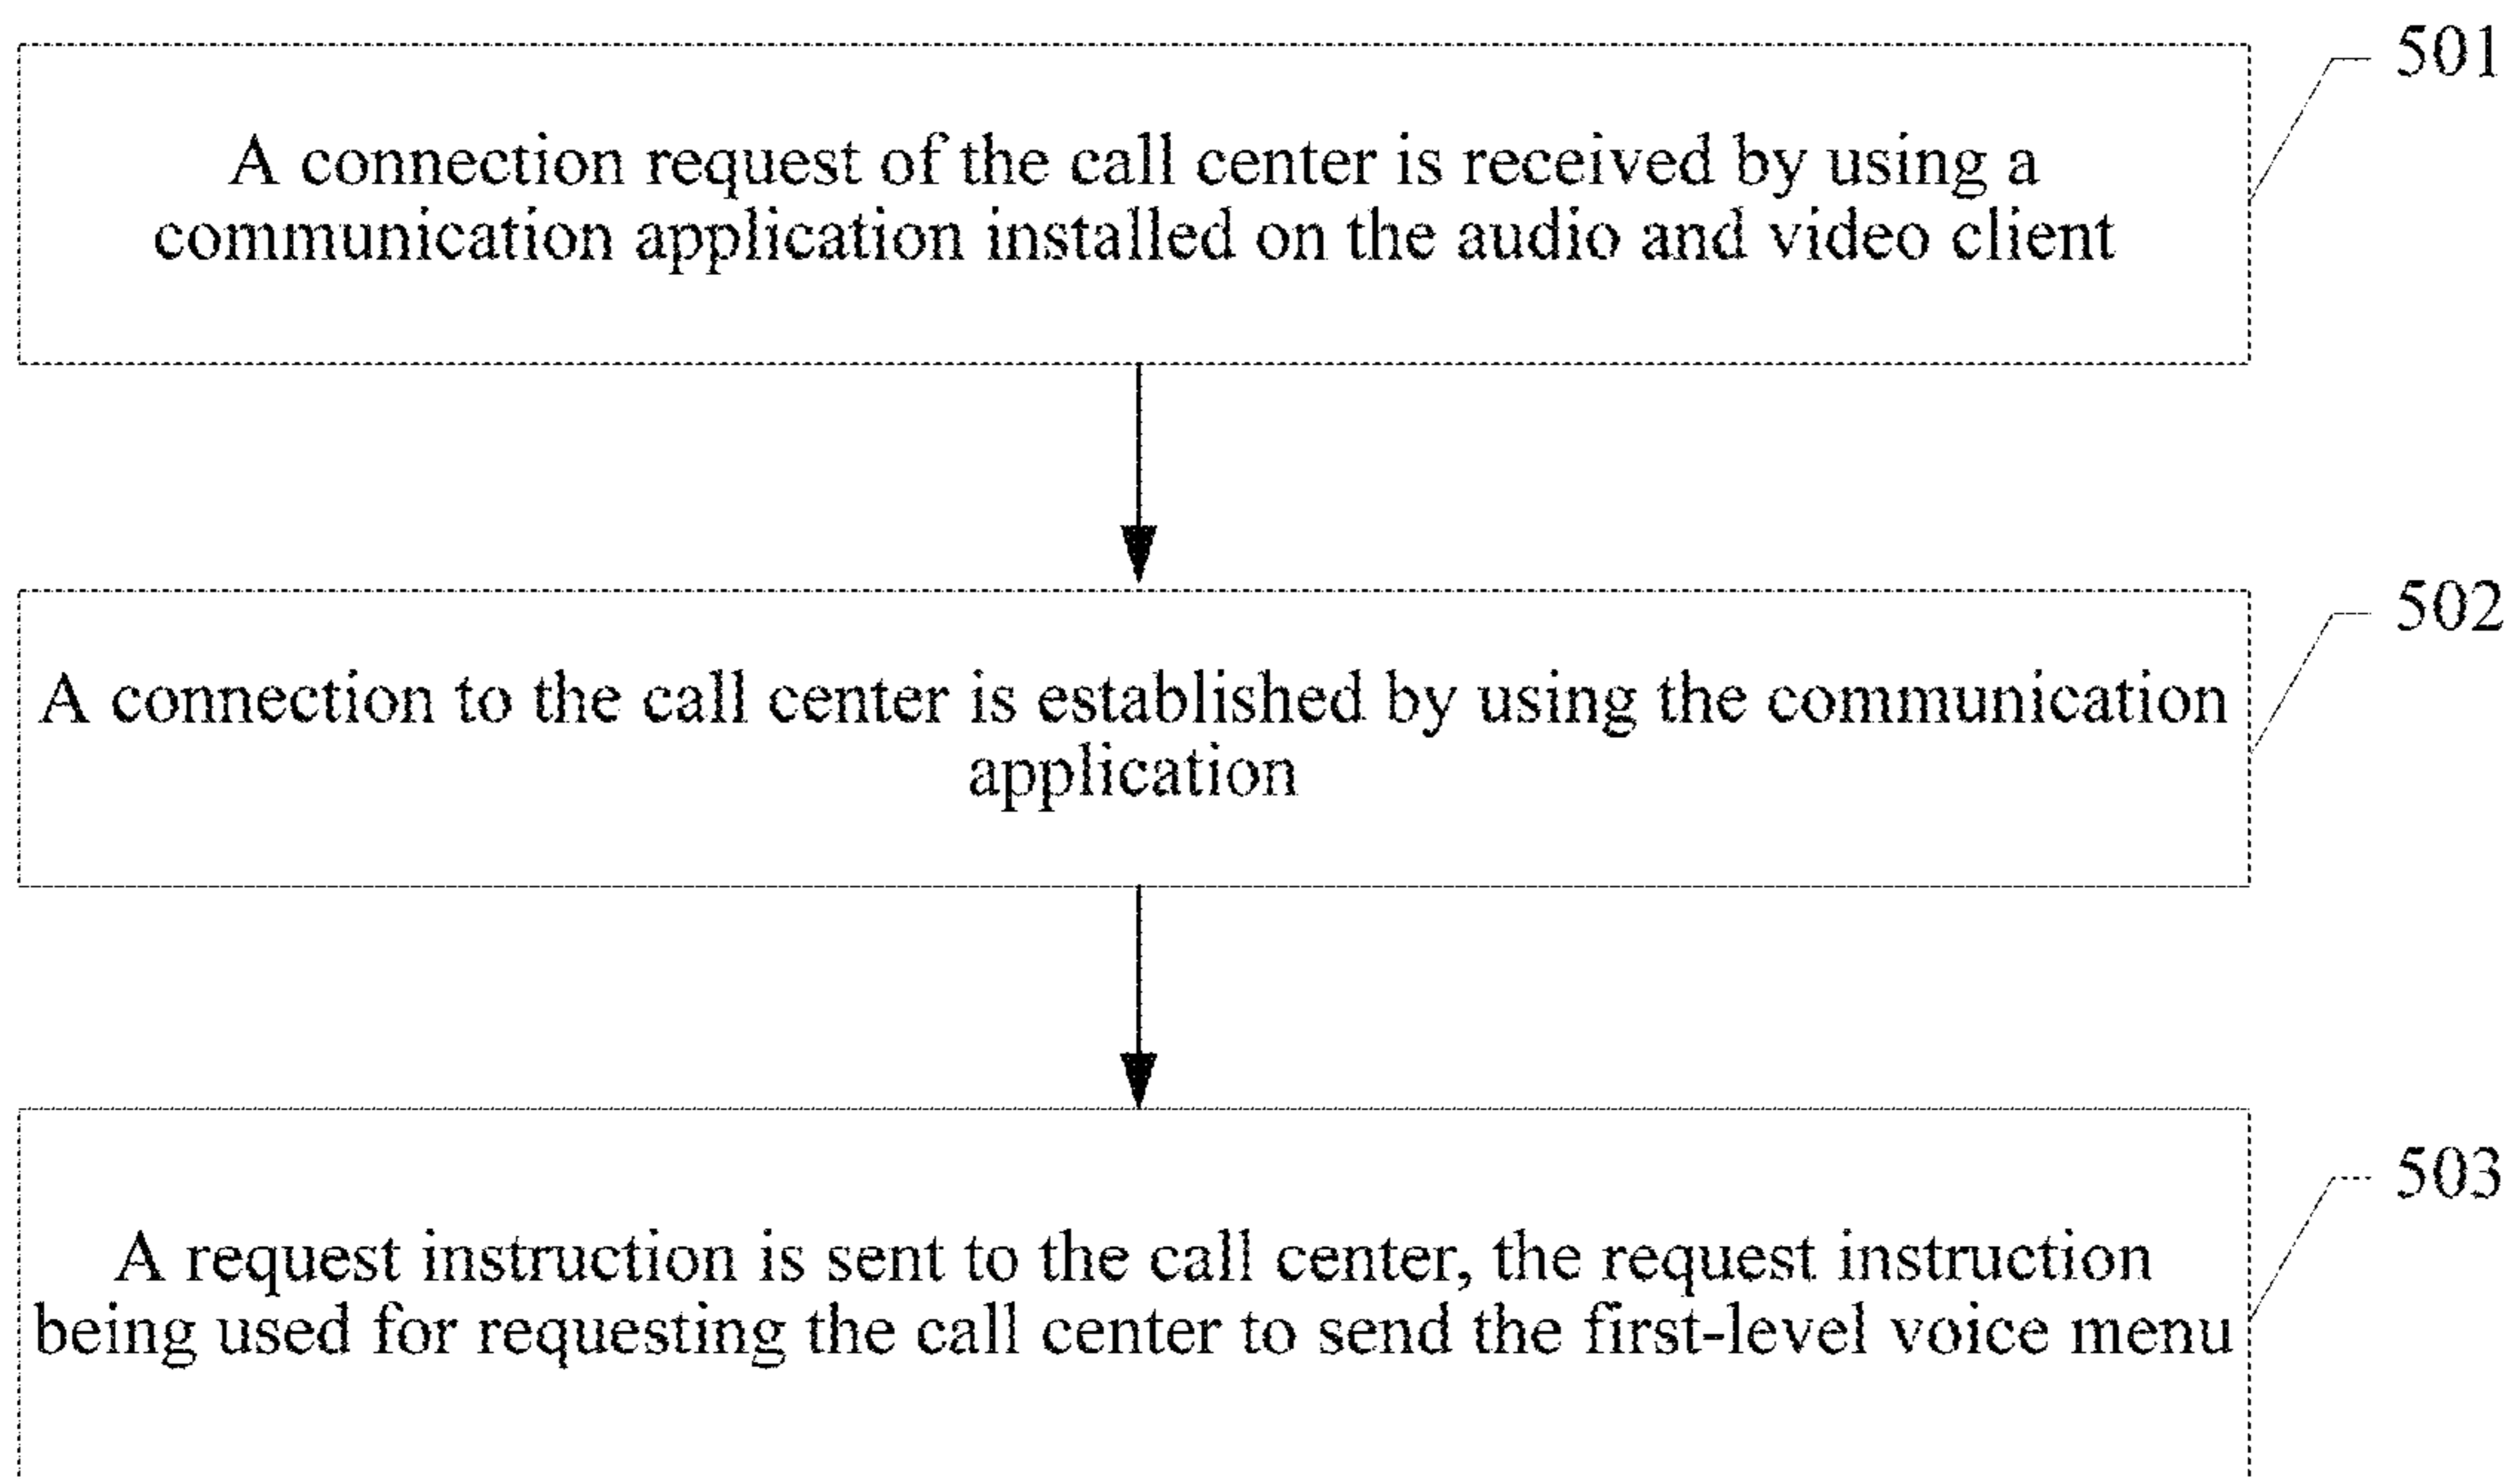 501
A connection request of the call center is received by using a
communication application installed on the audio and video client
502
A connection to the call center is established by using the communication
application
503
A request instruction is sent to the call center, the request instruction
being used for requesting the call center to send the first-level voice menu